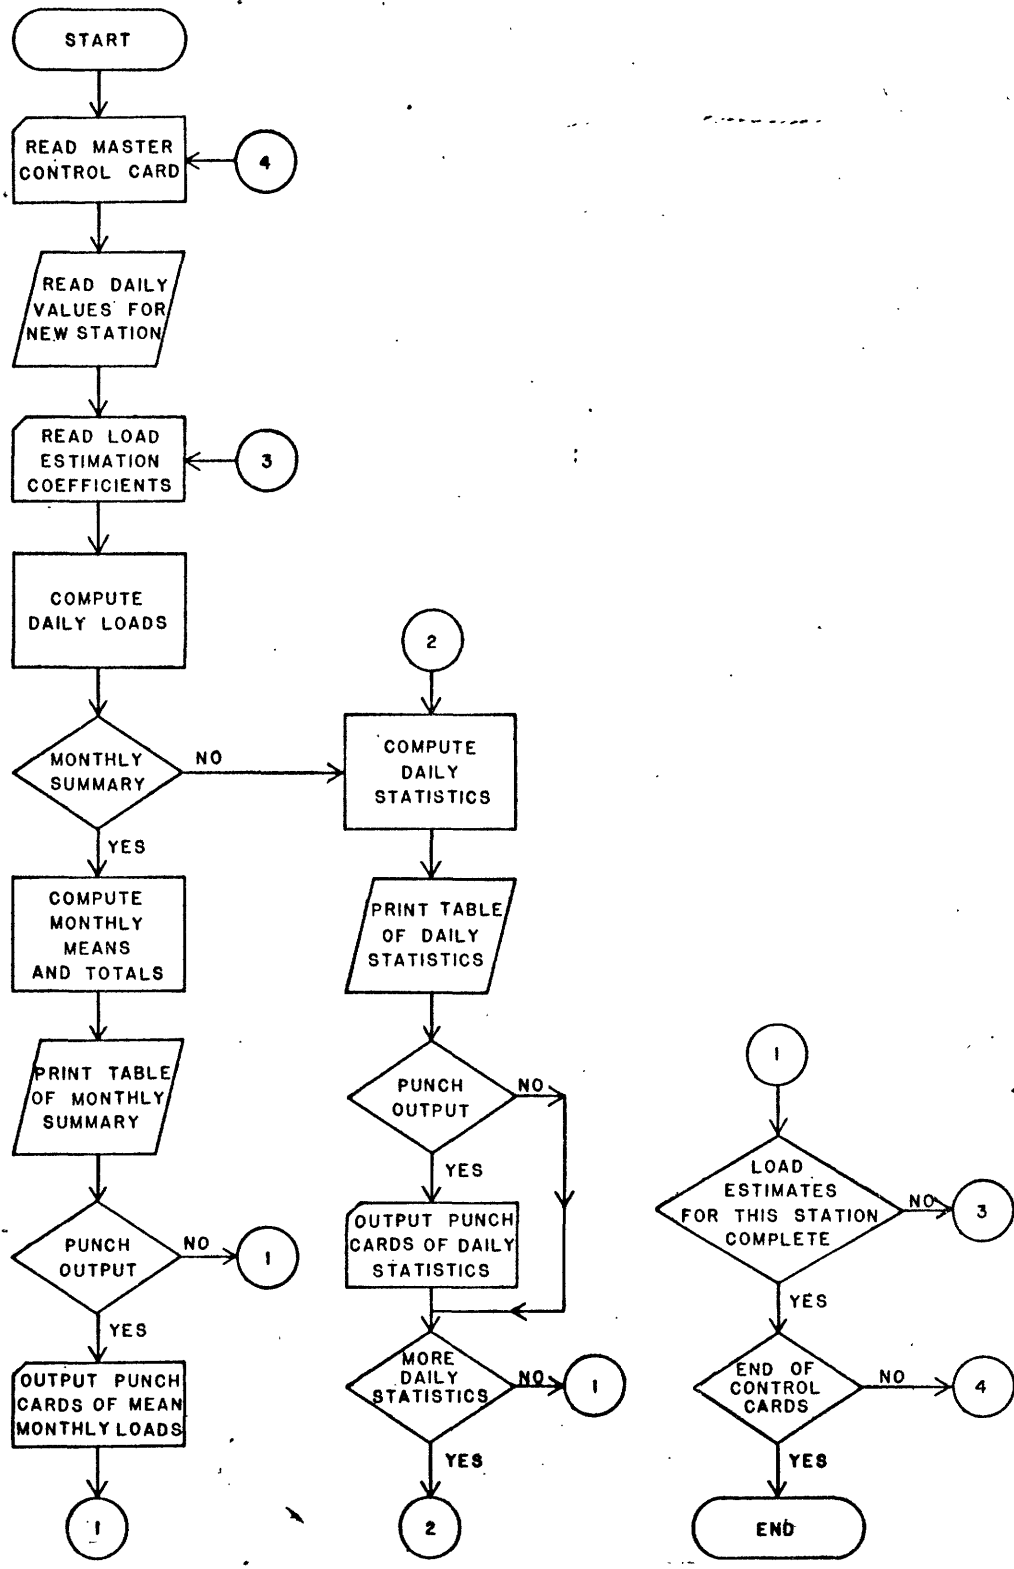 START
READ MASTER
CONTROL CARD
4
READ DAILY
VALUES FOR
NEW STATION
READ LOAD
ESTIMATION
COEFFICIENTS
3
COMPUTE
DAILY LOADS
MONTHLY
SUMMARY
NO
YES
COMPUTE
MONTHLY
MEANS
AND TOTALS
PRINT TABLE
OF MONTHLY
SUMMARY
PUNCH
OUTPUT
NO
1
YES
OUTPUT PUNCH
CARDS OF MEAN
MONTHLY LOADS
1
2
COMPUTE
DAILY
STATISTICS
PRINT TABLE
OF DAILY
STATISTICS
PUNCH
OUTPUT
NO
YES
OUTPUT PUNCH
CARDS OF DAILY
STATISTICS
MORE
DAILY
STATISTICS
NO
1
YES
2
1
LOAD
ESTIMATES
FOR THIS STATION
COMPLETE
NO
3
YES
END OF
CONTROL
CARDS
NO
4
YES
END